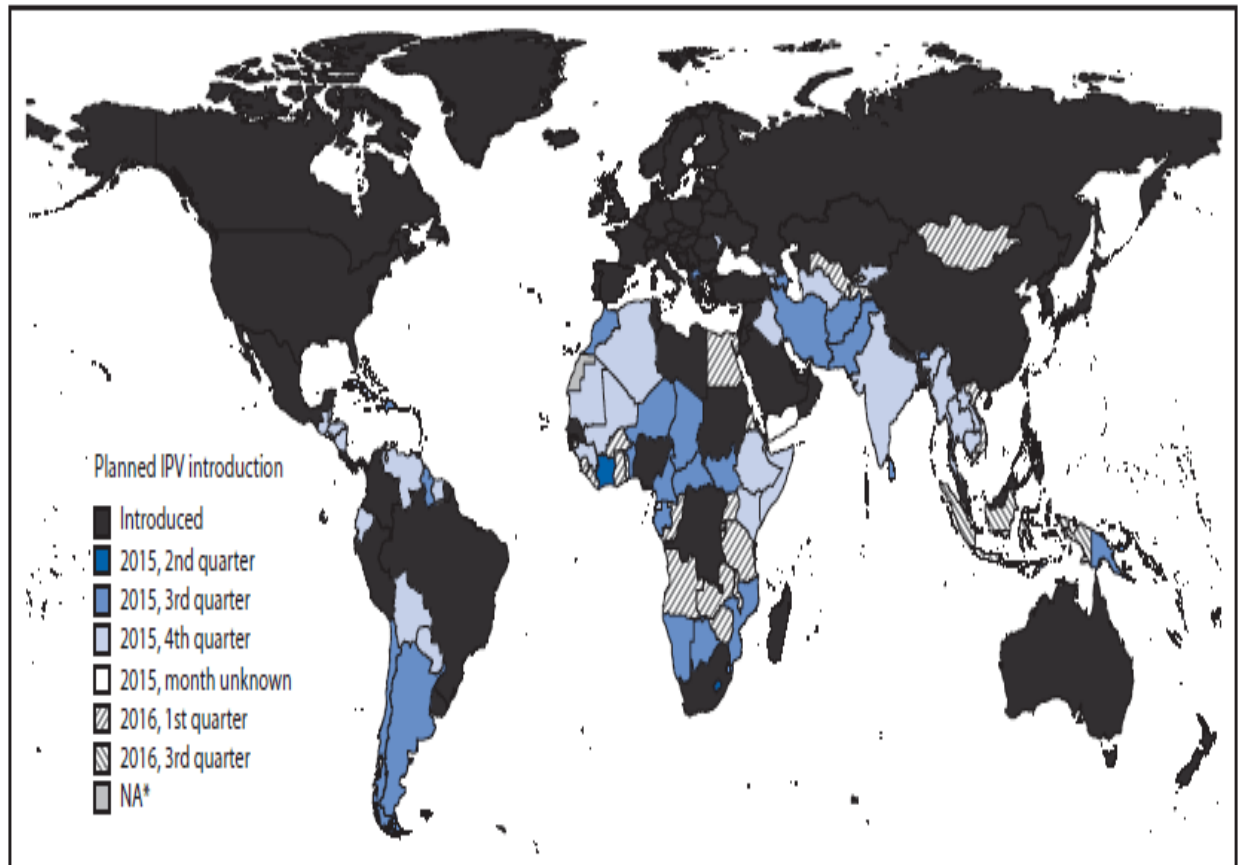 Planned IPV introduction
Introduced
2015, 2nd quarter
2015, 3rd quarter
2015, 4th quarter
2015, month unknown
2016, 1st quarter
2016, 3rd quarter
NA*